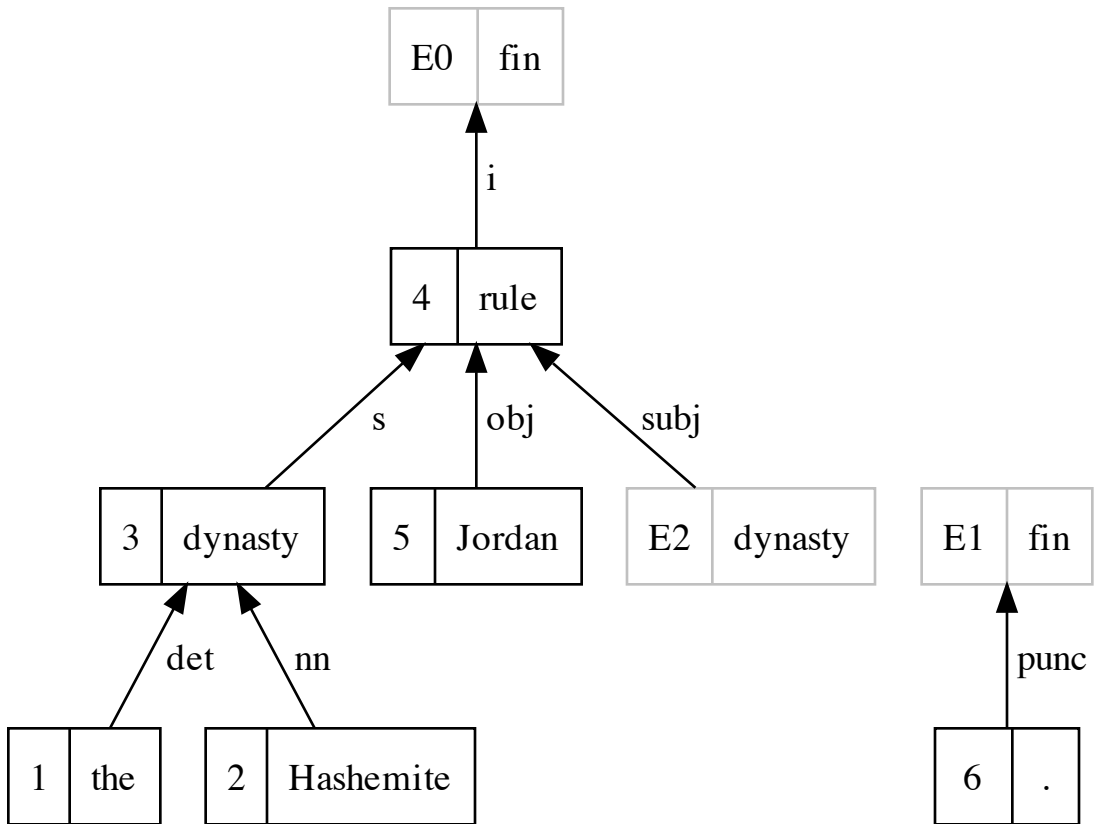 E0 fin
i
4 rule
s obj subj
3 dynasty 5 Jordan E2 dynasty E1 fin
det nn punc
1 the 2 Hashemite 6 .